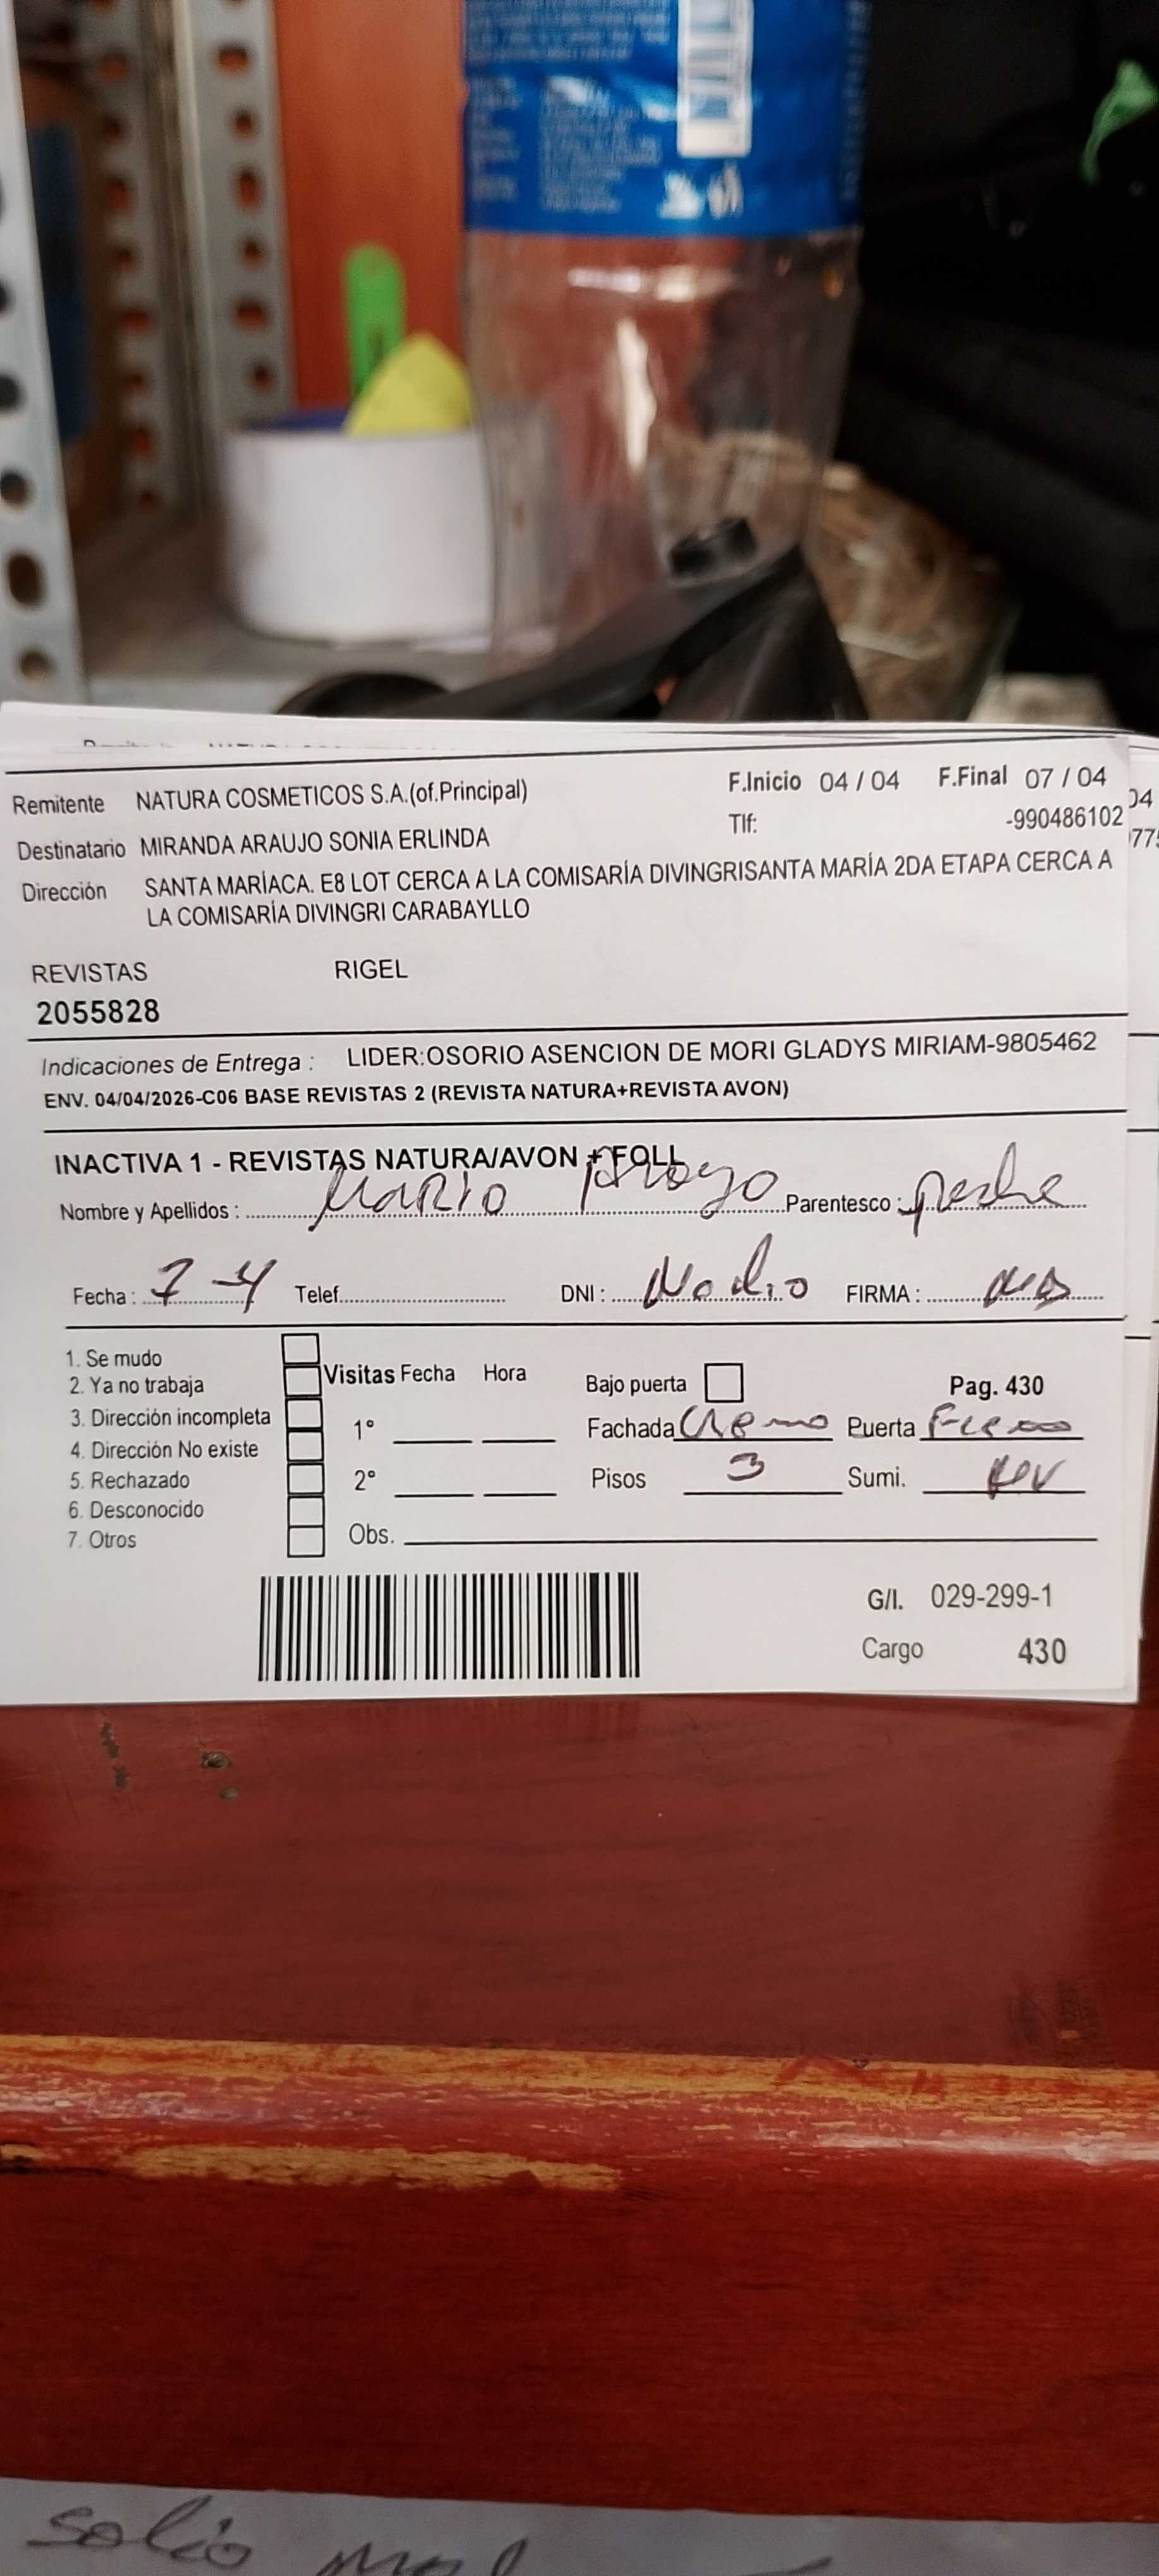 Remitente NATURA COSMETICOS S.A.(of.Principal) F.Inicio 04 / 04 F.Final 07 / 04
Destinatario MIRANDA ARAUJO SONIA ERLINDA Tlf: -990486102
Dirección SANTA MARÍACA. E8 LOT CERCA A LA COMISARÍA DIVINGRISANTA MARÍA 2DA ETAPA CERCA A
LA COMISARÍA DIVINGRI CARABAYLLO
REVISTAS RIGEL
2055828
Indicaciones de Entrega : LIDER:OSORIO ASENCION DE MORI GLADYS MIRIAM-9805462
ENV. 04/04/2026-C06 BASE REVISTAS 2 (REVISTA NATURA+REVISTA AVON)
INACTIVA 1 - REVISTAS NATURA/AVON + FOLL
Nombre y Apellidos : Mario Arroyo Parentesco :
Fecha : 7-4 Telef. DNI : FIRMA :
1. Se mudo
2. Ya no trabaja Visitas Fecha Hora Bajo puerta Pag. 430
3. Dirección incompleta 1° Fachada Crema Puerta Fierro
4. Dirección No existe
5. Rechazado 2° Pisos 3 Sumi.
6. Desconocido
7. Otros Obs.
G/I. 029-299-1
Cargo 430
salio